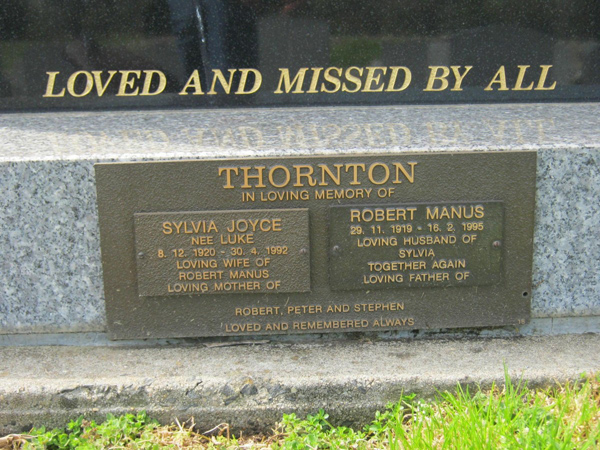 LOVED AND MISSED BY ALL
THORNTON
IN LOVING MEMORY OF
SYLVIA JOYCE
NEE LUKE
8. 12. 1920 - 30. 4. 1992
LOVING WIFE OF
ROBERT MANUS
LOVING MOTHER OF
ROBERT MANUS
29. 11. 1919 - 16. 2. 1995
LOVING HUSBAND OF
SYLVIA
TOGETHER AGAIN
LOVING FATHER OF
ROBERT, PETER AND STEPHEN
LOVED AND REMEMBERED ALWAYS